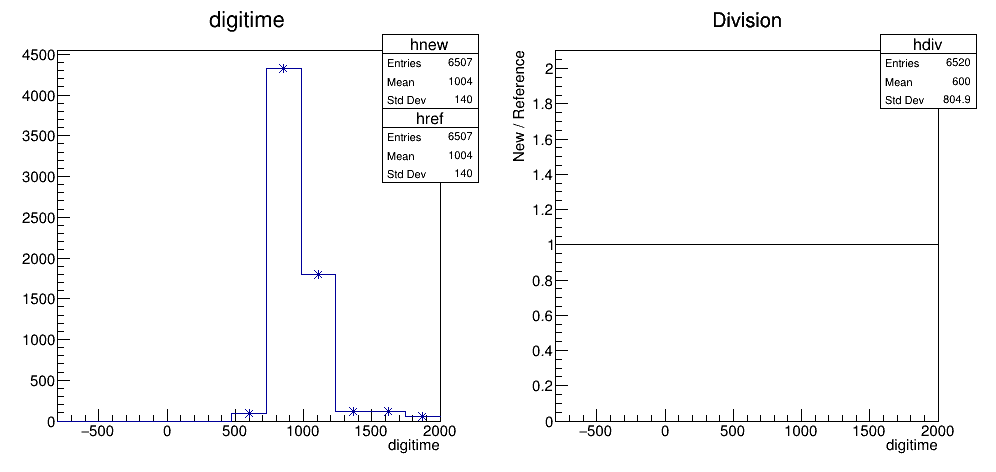 digitime
hnew
Entries 6507
Mean 1004
Std Dev 140
href
Entries 6507
Mean 1004
Std Dev 140
4500
4000
3500
3000
2500
2000
1500
1000
500
0
−500 0 500 1000 1500 2000
digitime
Division
hdiv
Entries 6520
Mean 600
Std Dev 804.9
New / Reference
2
1.8
1.6
1.4
1.2
1
0.8
0.6
0.4
0.2
0
−500 0 500 1000 1500 2000
digitime